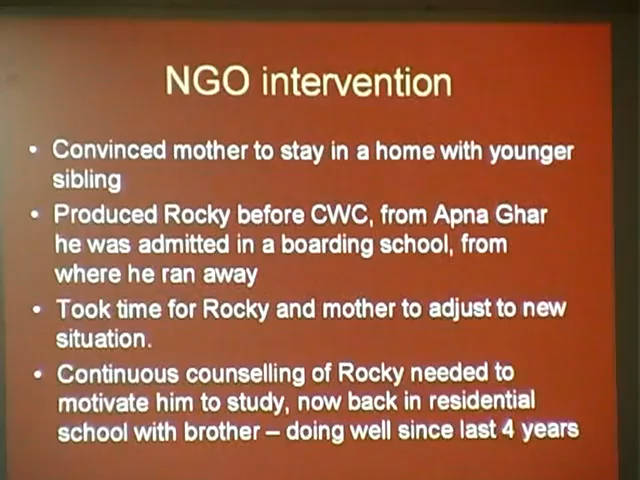 NGO intervention
• Convinced mother to stay in a home with younger
sibling
• Produced Rocky before CWC, from Apna Ghar
he was admitted in a boarding school, from
where he ran away
• Took time for Rocky and mother to adjust to new
situation.
• Continuous counselling of Rocky needed to
motivate him to study, now back in residential
school with brother – doing well since last 4 years